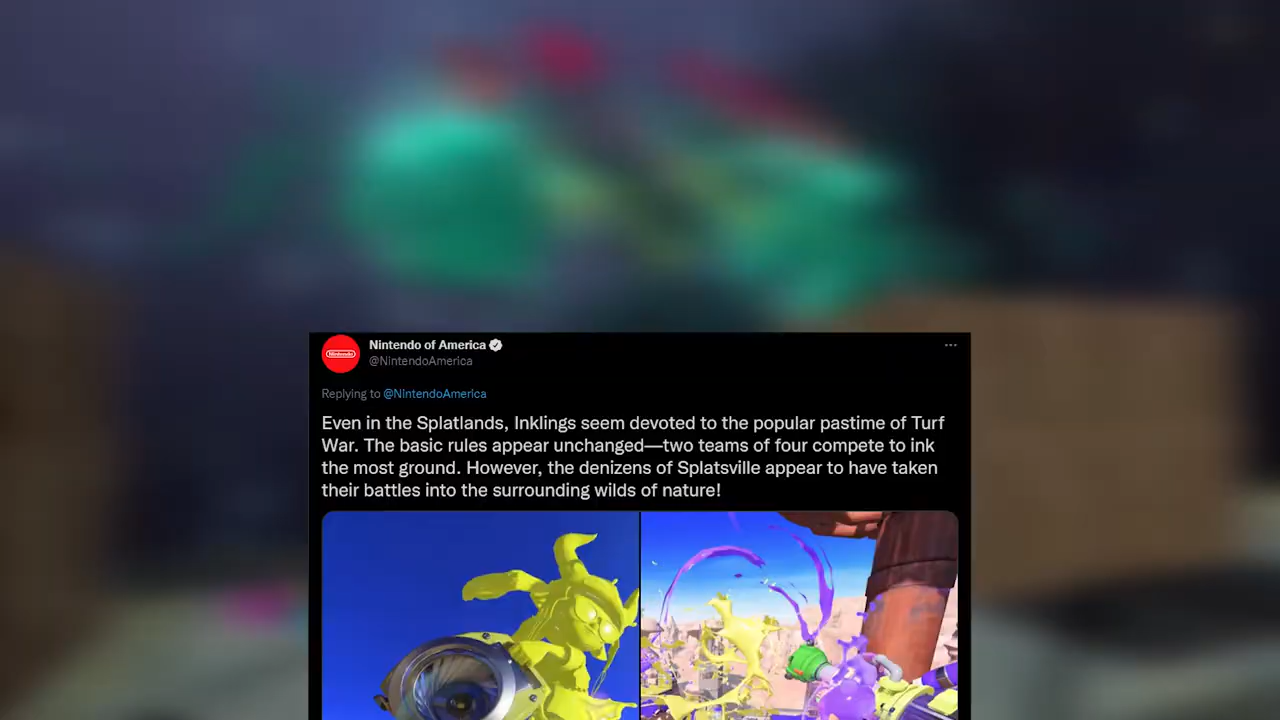 Nintendo of America
@NintendoAmerica
Nintendo
Replying to @NintendoAmerica
Even in the Splatlands, Inklings seem devoted to the popular pastime of Turf
War. The basic rules appear unchanged—two teams of four compete to ink
the most ground. However, the denizens of Splatsville appear to have taken
their battles into the surrounding wilds of nature!